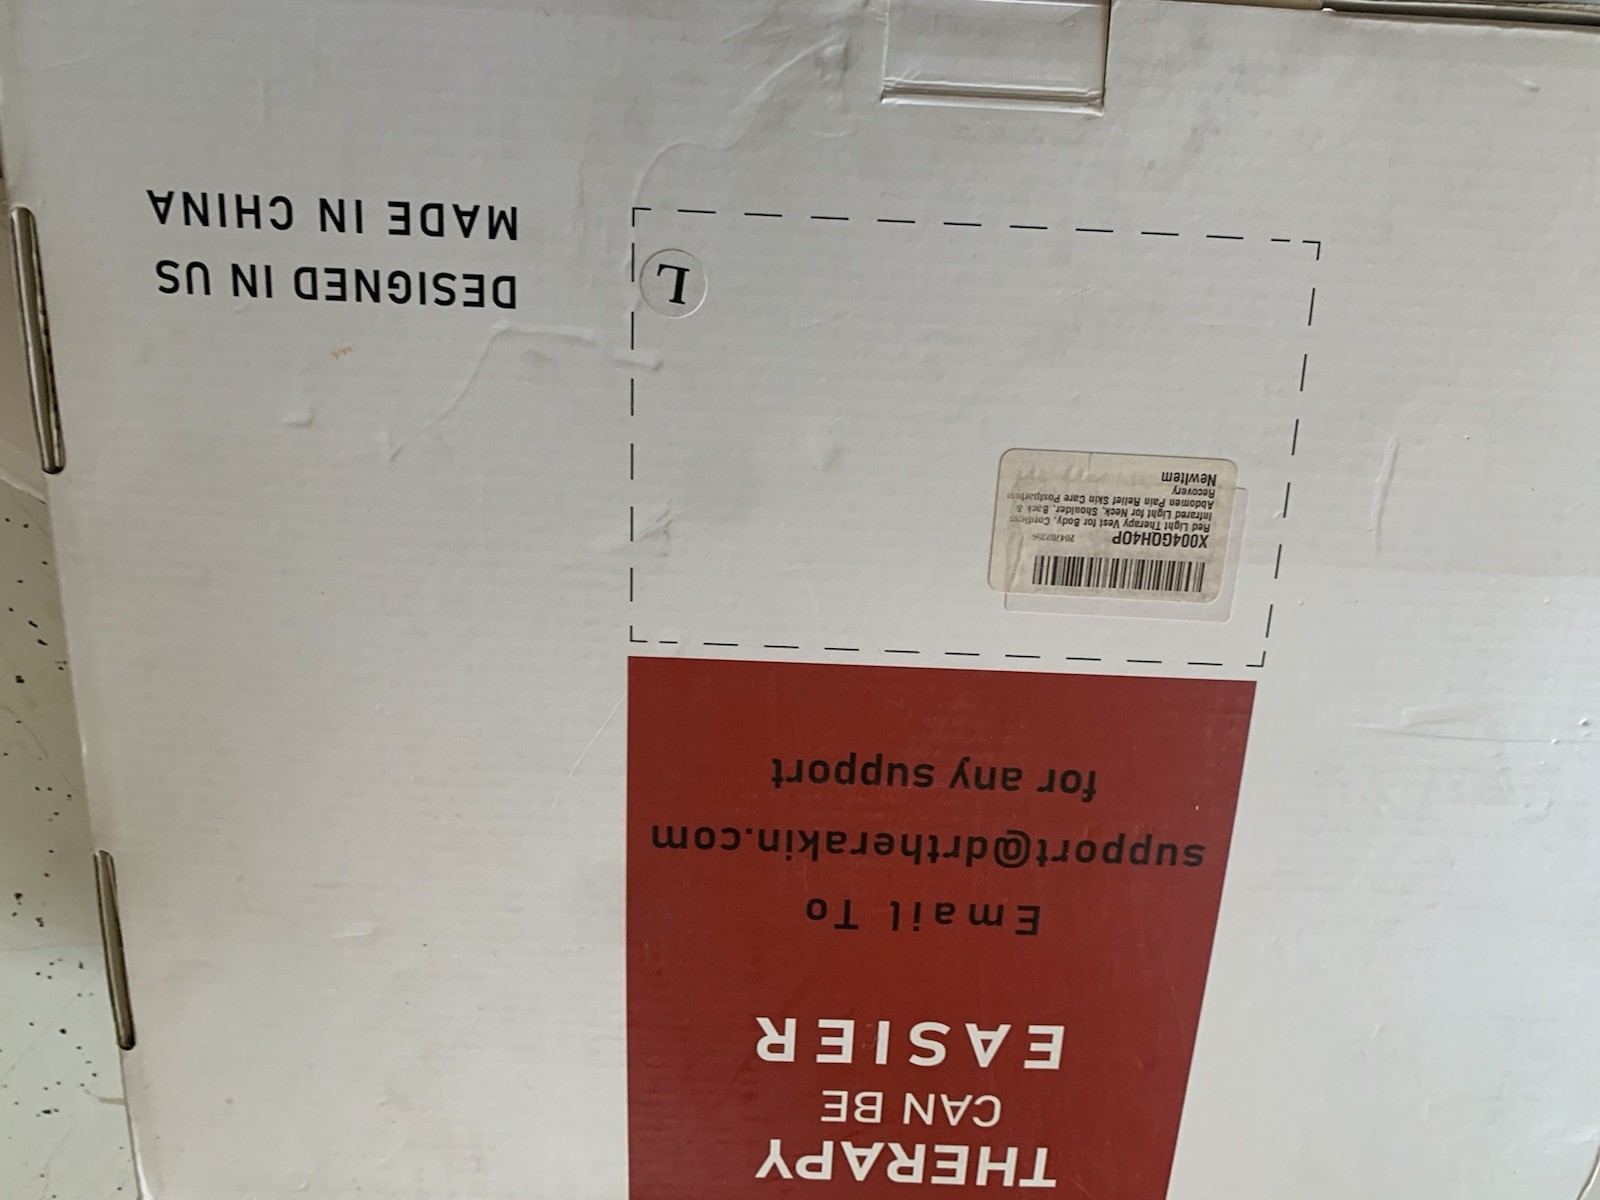 THERAPY
CAN BE
EASIER
Email To
support@drtherakin.com
for any support
X004GQH4OP
Red Light Therapy Vest for Body, Cordless
Infrared Light for Neck, Shoulder, Back &
Abdomen Pain Relief Skin Care Postpartum
Recovery
NewItem
L
DESIGNED IN US
MADE IN CHINA